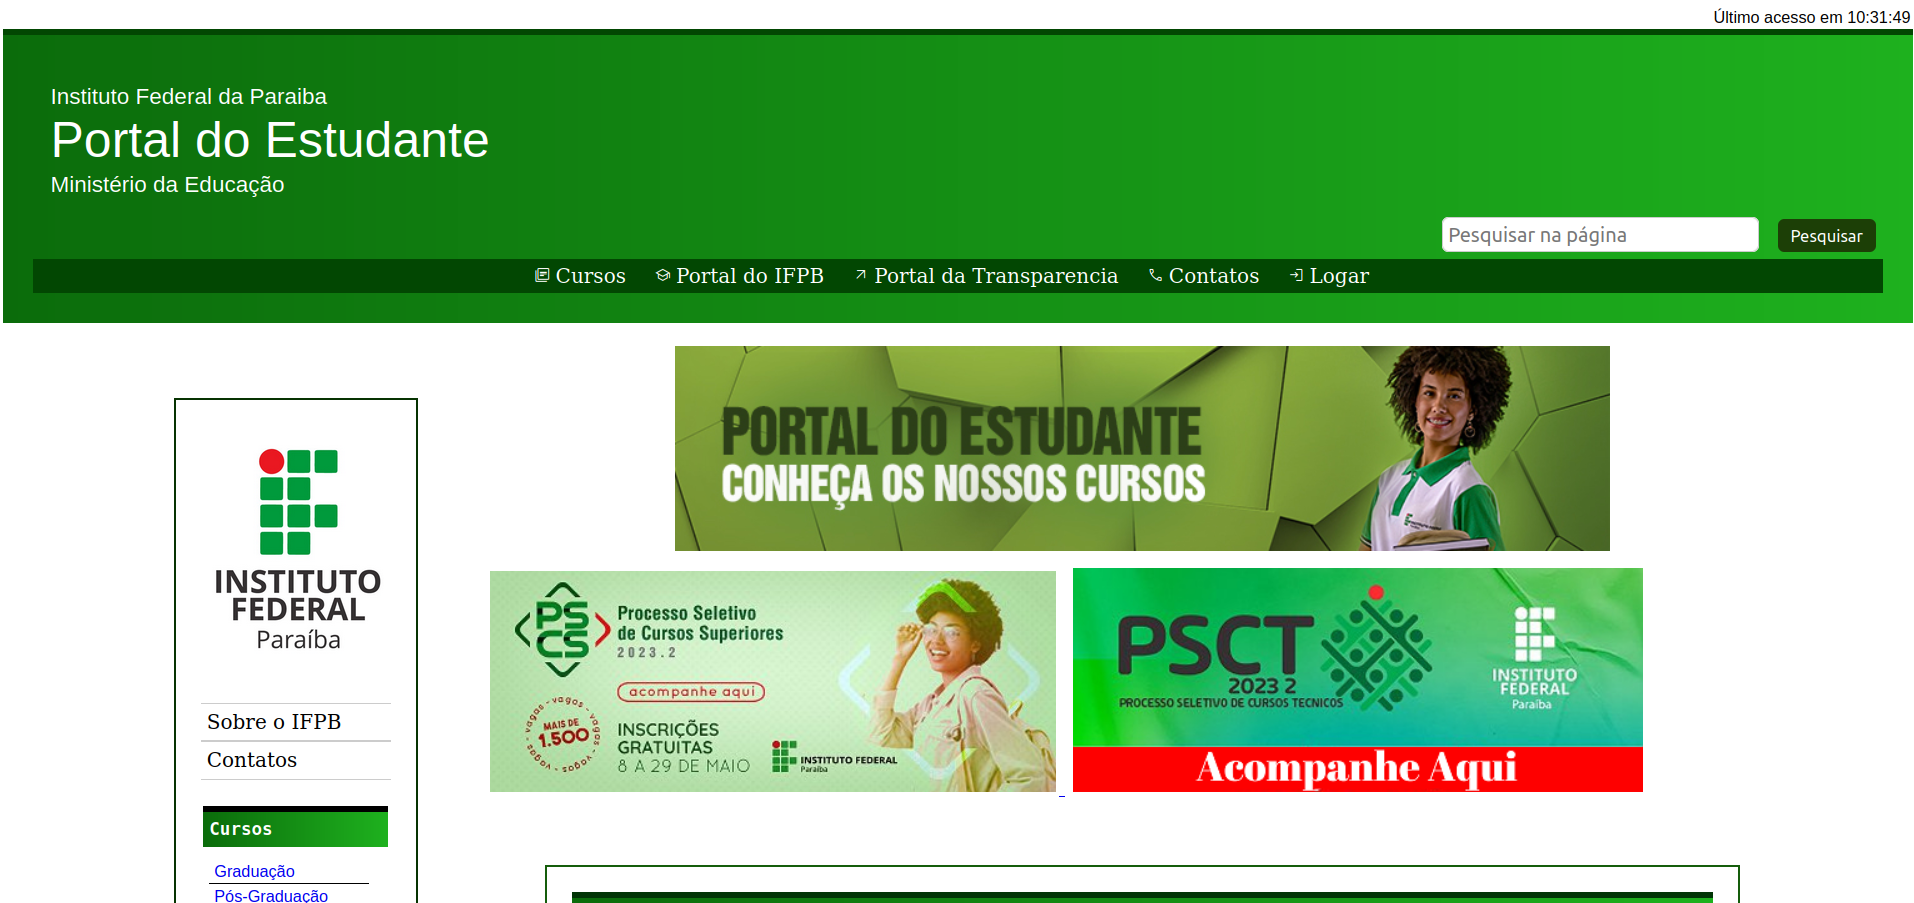 Último acesso em 10:31:49
Instituto Federal da Paraiba
Portal do Estudante
Ministério da Educação
Pesquisar na página
Pesquisar
Cursos
Portal do IFPB
Portal da Transparencia
Contatos
Logar
PORTAL DO ESTUDANTE
CONHEÇA OS NOSSOS CURSOS
INSTITUTO
FEDERAL
Paraíba
Sobre o IFPB
Contatos
Cursos
Graduação
Pós-Graduação
PS
CS
Processo Seletivo
de Cursos Superiores
2023.2
acompanhe aqui
vagas - vagas - vagas - vagas -
MAIS DE
1.500
INSCRIÇÕES
GRATUITAS
8 A 29 DE MAIO
INSTITUTO FEDERAL
Paraíba
PSCT
2023 2
PROCESSO SELETIVO DE CURSOS TECNICOS
INSTITUTO
FEDERAL
Paraíba
Acompanhe Aqui